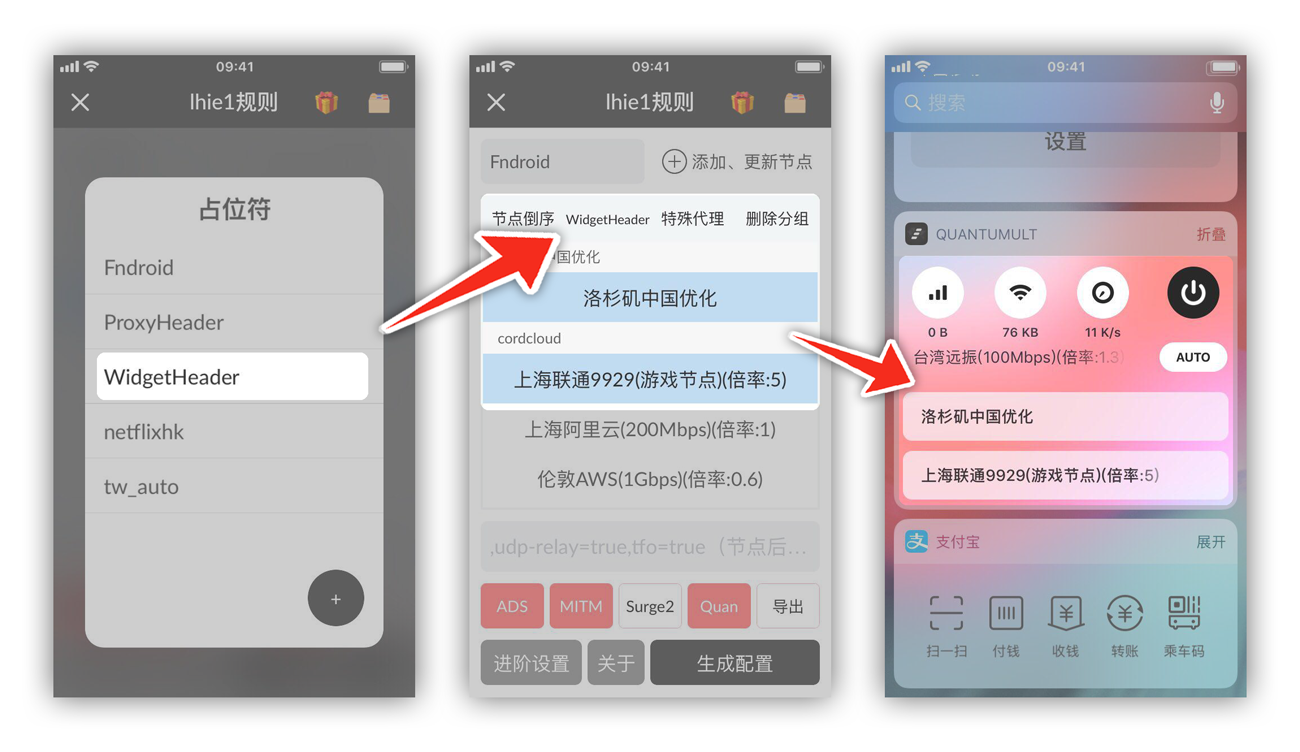 09:41
lhie1规则
占位符
Fndroid
ProxyHeader
WidgetHeader
netflixhk
tw_auto
+
09:41
lhie1规则
Fndroid
添加、更新节点
节点倒序 WidgetHeader 特殊代理 删除分组
中国优化
洛杉矶中国优化
cordcloud
上海联通9929(游戏节点)(倍率:5)
上海阿里云(200Mbps)(倍率:1)
伦敦AWS(1Gbps)(倍率:0.6)
,udp-relay=true,tfo=true（节点后...
ADS MITM Surge2 Quan 导出
进阶设置 关于 生成配置
09:41
搜索
设置
QUANTUMULT 折叠
0 B 76 KB 11 K/s
台湾远振(100Mbps)(倍率:1.3) AUTO
洛杉矶中国优化
上海联通9929(游戏节点)(倍率:5)
支付宝 展开
扫一扫 付钱 收钱 转账 乘车码